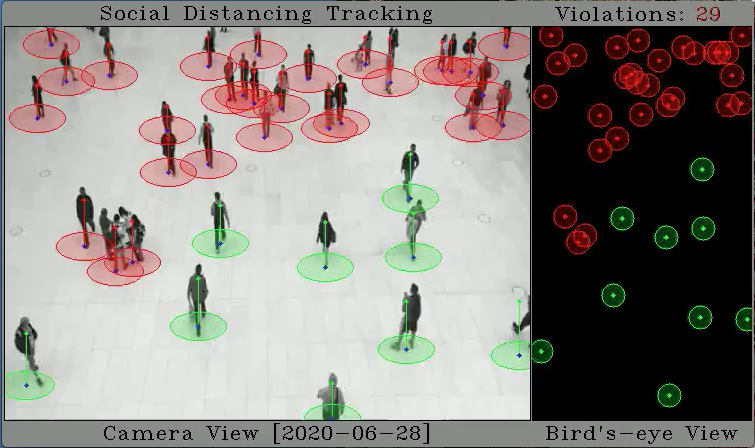 Social Distancing Tracking
Violations: 29
Camera View [2020-06-28]
Bird's-eye View